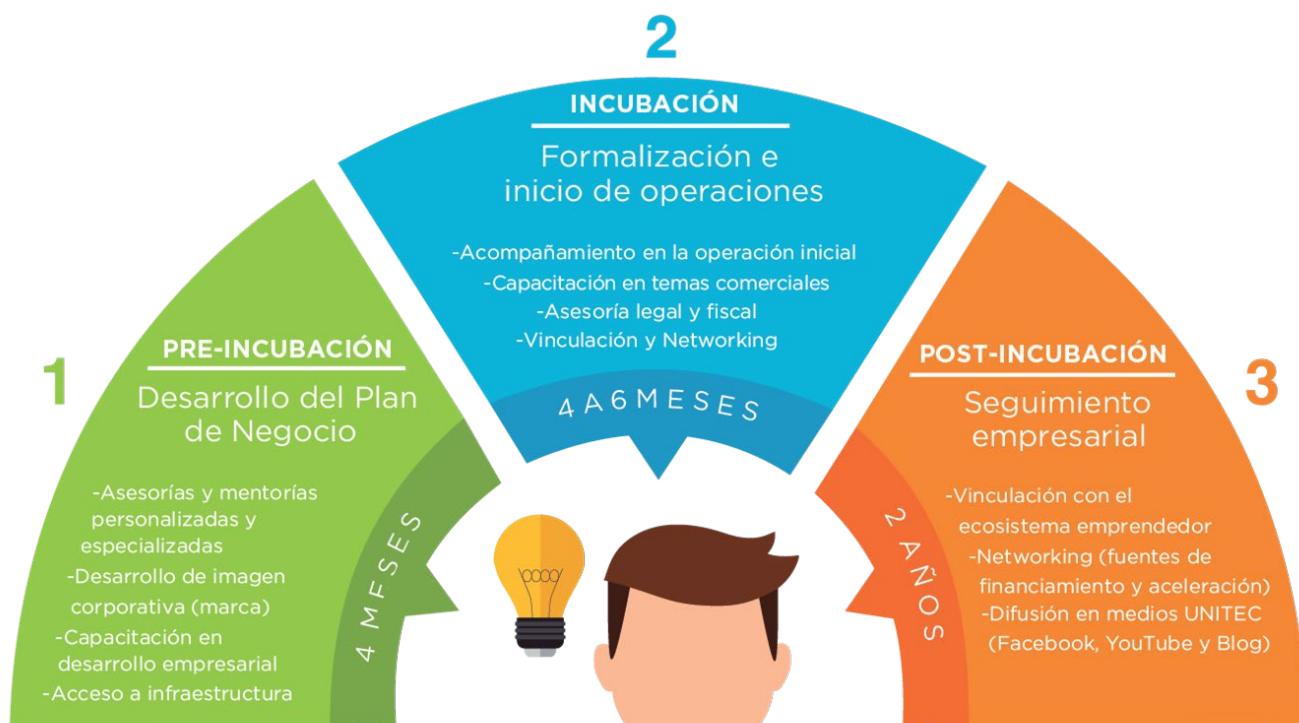 1
PRE-INCUBACIÓN
Desarrollo del Plan
de Negocio
-Asesorías y mentorías
personalizadas y
especializadas
-Desarrollo de imagen
corporativa (marca)
-Capacitación en
desarrollo empresarial
-Acceso a infraestructura
4 MESES
2
INCUBACIÓN
Formalización e
inicio de operaciones
-Acompañamiento en la operación inicial
-Capacitación en temas comerciales
-Asesoría legal y fiscal
-Vinculación y Networking
4 A 6 MESES
3
POST-INCUBACIÓN
Seguimiento
empresarial
-Vinculación con el
ecosistema emprendedor
-Networking (fuentes de
financiamiento y aceleración)
-Difusión en medios UNITEC
(Facebook, YouTube y Blog)
2 AÑOS